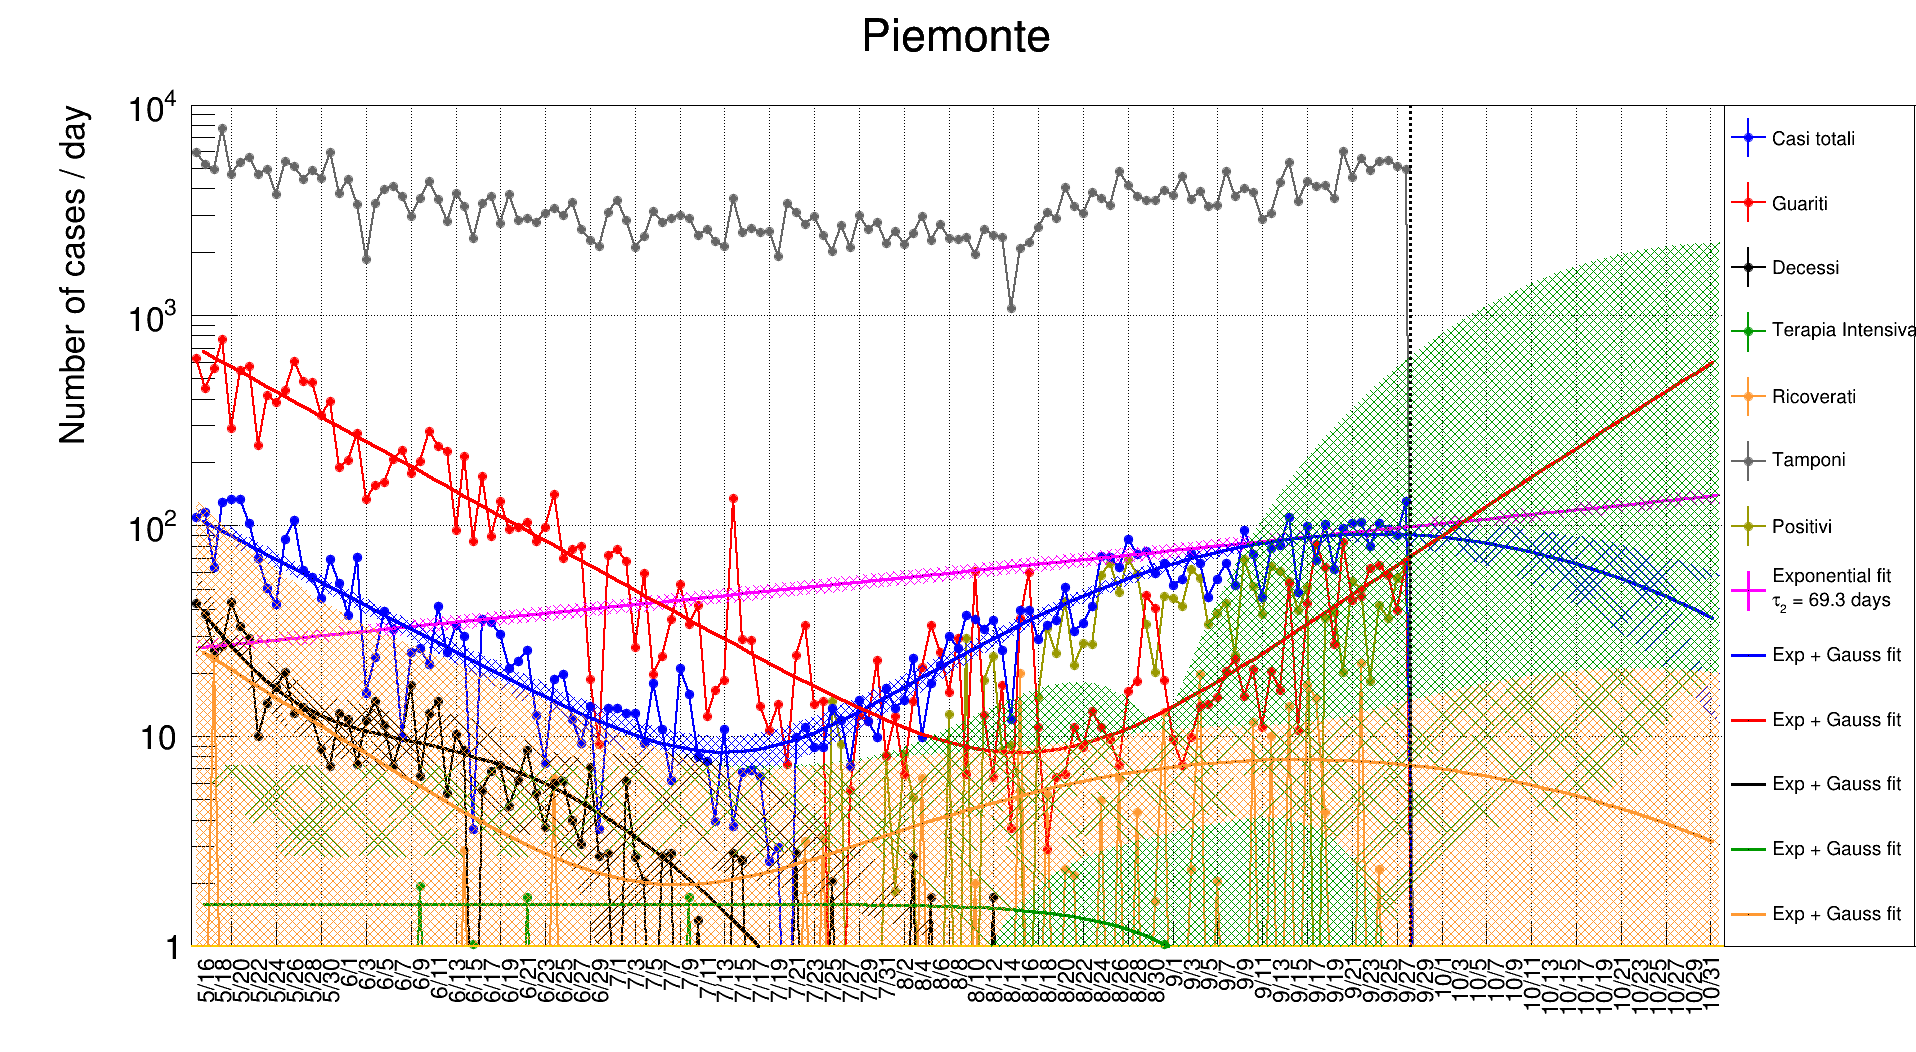 Piemonte
Number of cases / day
10⁴
10³
10²
10
1
5/16 5/18 5/20 5/22 5/24 5/26 5/28 5/30 6/1 6/3 6/5 6/7 6/9 6/11 6/13 6/15 6/17 6/19 6/21 6/23 6/25 6/27 6/29 7/1 7/3 7/5 7/7 7/9 7/11 7/13 7/15 7/17 7/19 7/21 7/23 7/25 7/27 7/29 7/31 8/2 8/4 8/6 8/8 8/10 8/12 8/14 8/16 8/18 8/20 8/22 8/24 8/26 8/28 8/30 9/1 9/3 9/5 9/7 9/9 9/11 9/13 9/15 9/17 9/19 9/21 9/23 9/25 9/27 9/29 10/1 10/3 10/5 10/7 10/9 10/11 10/13 10/15 10/17 10/19 10/21 10/23 10/25 10/27 10/29 10/31
Casi totali
Guariti
Decessi
Terapia Intensiva
Ricoverati
Tamponi
Positivi
Exponential fit
τ₂ = 69.3 days
Exp + Gauss fit
Exp + Gauss fit
Exp + Gauss fit
Exp + Gauss fit
Exp + Gauss fit